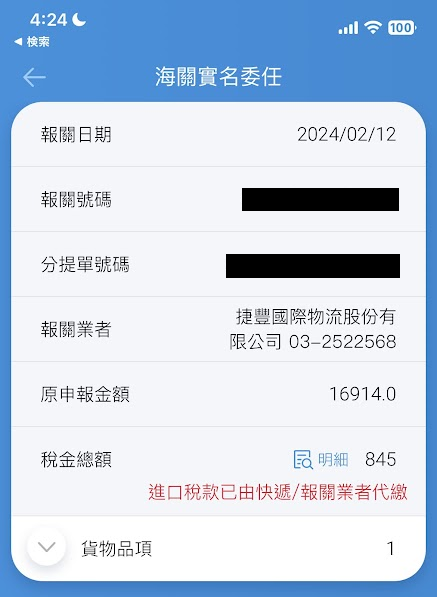 4:24
100
◀ 検索
海關實名委任
報關日期 2024/02/12
報關號碼
分提單號碼
報關業者 捷豐國際物流股份有
限公司 03-2522568
原申報金額 16914.0
稅金總額 明細 845
進口稅款已由快遞/報關業者代繳
貨物品項 1